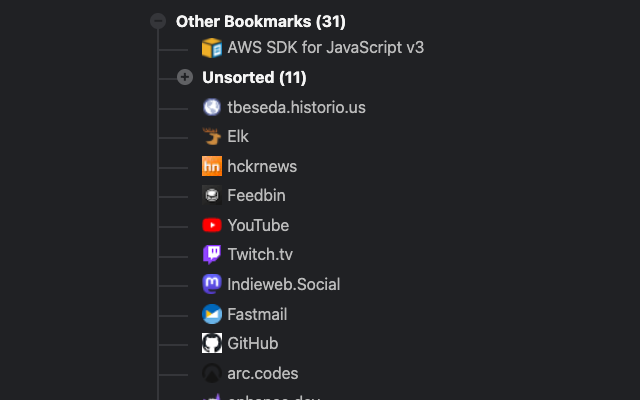 Other Bookmarks (31)
AWS SDK for JavaScript v3
Unsorted (11)
tbeseda.historio.us
Elk
hn hckrnews
Feedbin
YouTube
Twitch.tv
Indieweb.Social
Fastmail
GitHub
arc.codes